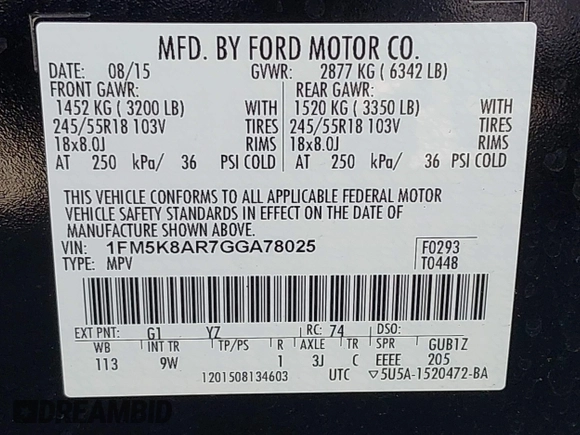 MFD. BY FORD MOTOR CO.
DATE: 08/15 GVWR: 2877 KG ( 6342 LB)
FRONT GAWR: REAR GAWR:
1452 KG ( 3200 LB) WITH 1520 KG ( 3350 LB) WITH
245/55R18 103V TIRES 245/55R18 103V TIRES
18x8.0J RIMS 18x8.0J RIMS
AT 250 kPa/ 36 PSI COLD AT 250 kPa/ 36 PSI COLD
THIS VEHICLE CONFORMS TO ALL APPLICABLE FEDERAL MOTOR
VEHICLE SAFETY STANDARDS IN EFFECT ON THE DATE OF
MANUFACTURE SHOWN ABOVE.
VIN: 1FM5K8AR7GGA78025 F0293
TYPE: MPV T0448
EXT PNT: G1 YZ RC: 74 DSO:
WB INT TR TP/PS R AXLE TR SPR GUB1Z
113 9W 1 3J C EEEE 205
1201508134603 UTC ▽5U5A-1520472-BA
DREAMBID